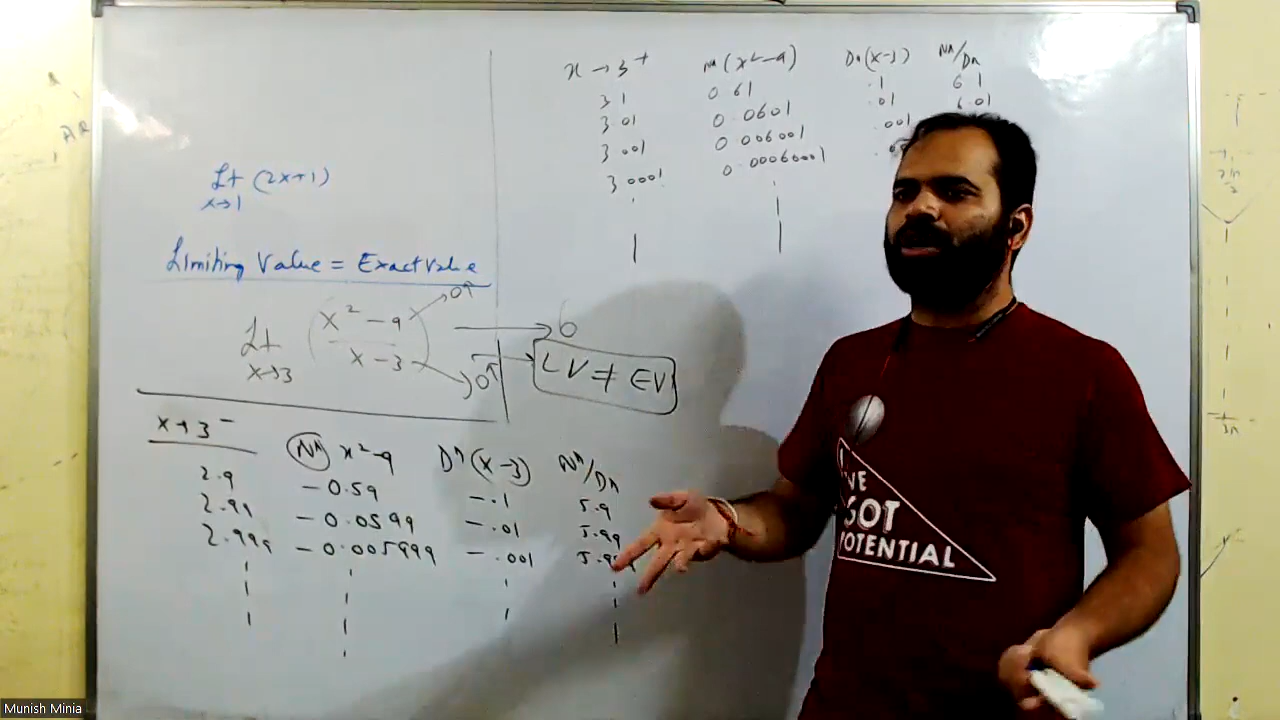 Lt (2x+1)
x→1
Limiting Value = Exact Value
Lt x²-9 / x-3 → 6
x→3
LV ≠ EV
x→3⁻ Nʳ x²-9 Dʳ(x-3) Nʳ/Dʳ
2.9 -0.59 -.1 5.9
2.99 -0.0599 -.01 5.99
2.999 -0.005999 -.001
x→3⁺ Nʳ(x²-9) Dʳ(x-3) Nʳ/Dʳ
3 1 0 61 .1 6 1
3 01 0 0601 .01 6 01
3 001 0 006001 .001
3 0001 0 00060001
GOT
POTENTIAL
Munish Minia